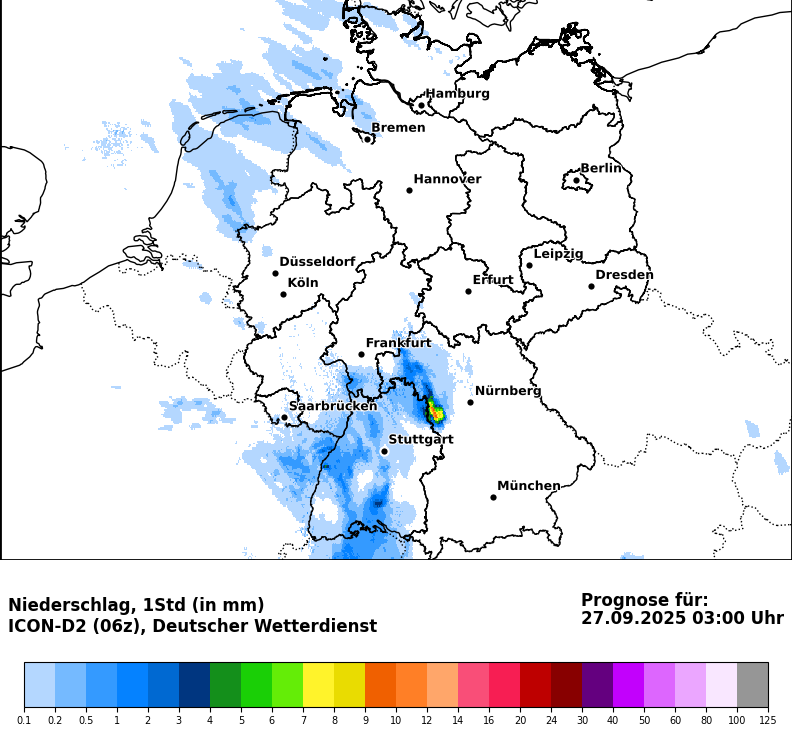 Hamburg
Bremen
Berlin
Hannover
Leipzig
Düsseldorf
Dresden
Köln
Erfurt
Frankfurt
Nürnberg
Saarbrücken
Stuttgart
München
Niederschlag, 1Std (in mm)
ICON-D2 (06z), Deutscher Wetterdienst
Prognose für:
27.09.2025 03:00 Uhr
0.1 0.2 0.5 1 2 3 4 5 6 7 8 9 10 12 14 16 20 24 30 40 50 60 80 100 125